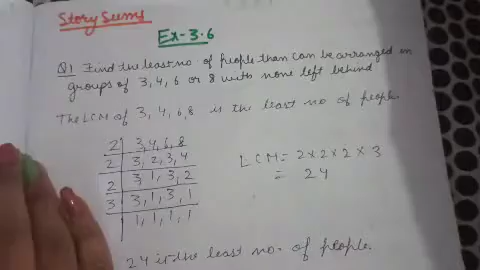 Story Sums
Ex-3.6
Q1 Find the least no of people than can be arranged in
groups of 3, 4, 6 or 8 with none left behind
The LCM of 3, 4, 6, 8 is the least no of people.
2 3, 4, 6, 8
2 3, 2, 3, 4
2 3, 1, 3, 2
3 3, 1, 3, 1
1, 1, 1, 1
LCM = 2 × 2 × 2 × 3
= 24
24 is the least no. of people.